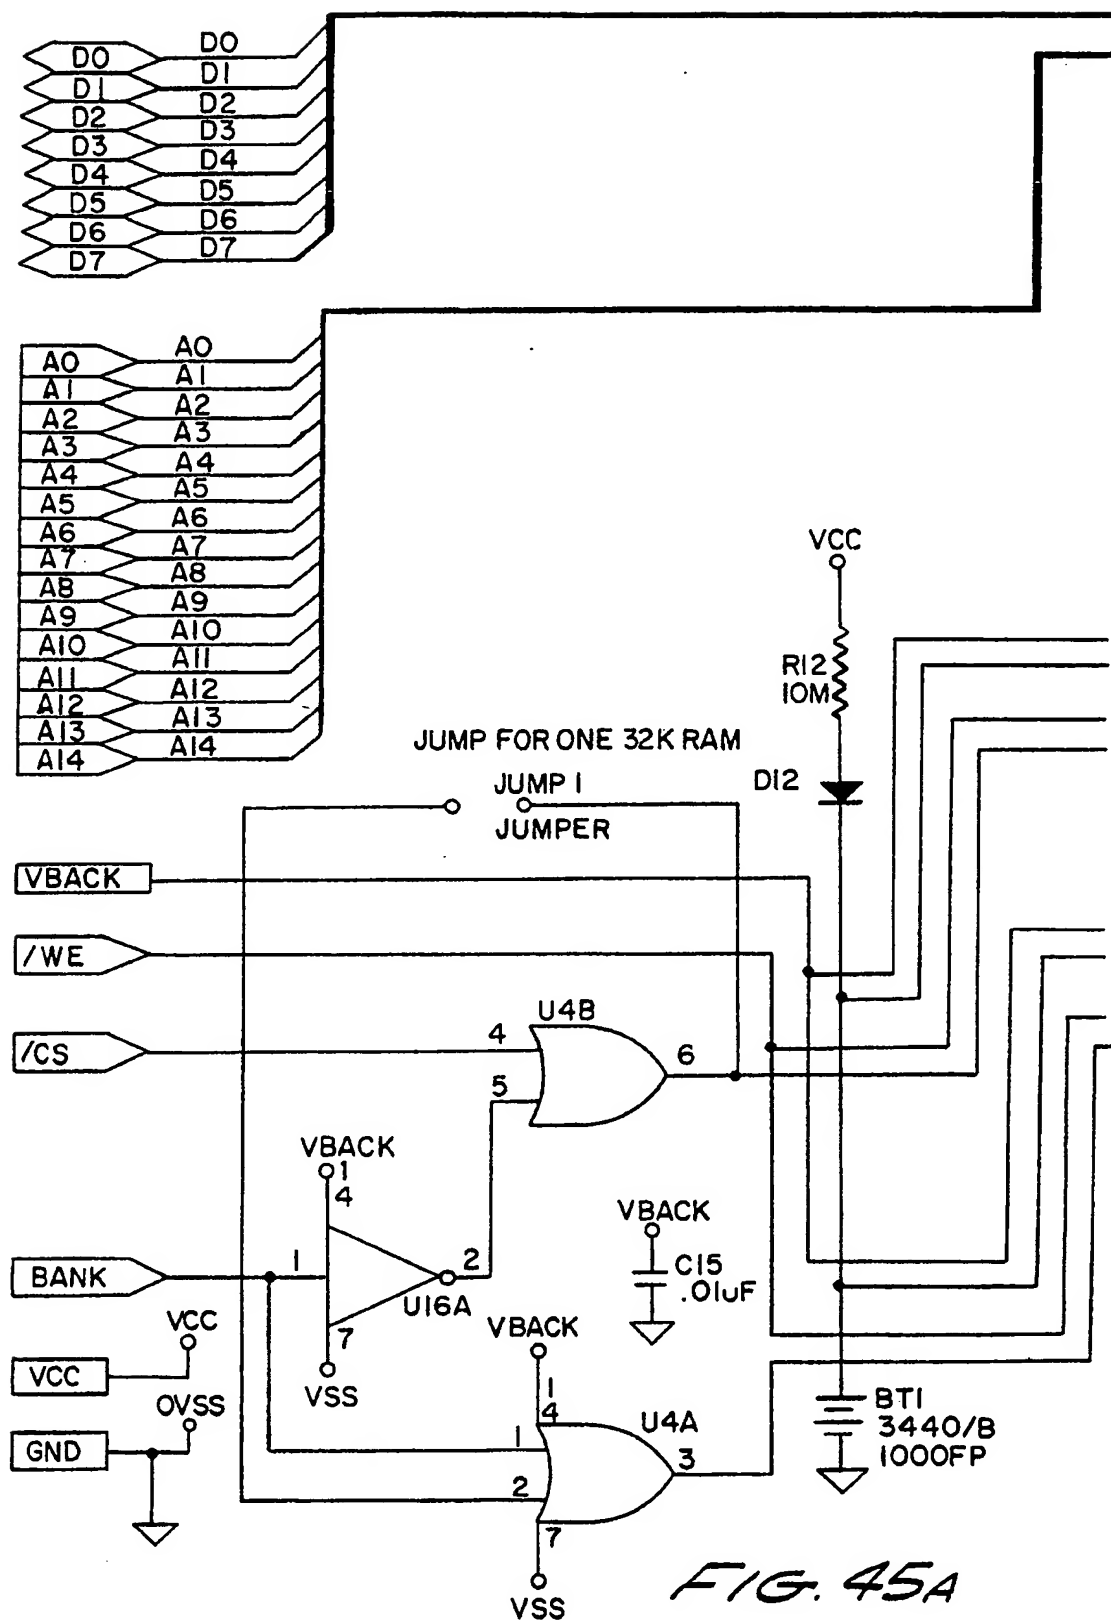 D0 D0
D1 D1
D2 D2
D3 D3
D4 D4
D5 D5
D6 D6
D7 D7
A0 A0
A1 A1
A2 A2
A3 A3
A4 A4
A5 A5
A6 A6
A7 A7
A8 A8
A9 A9
A10 A10
A11 A11
A12 A12
A13 A13
A14 A14
VCC
R12
10M
D12
JUMP FOR ONE 32K RAM
JUMP 1
JUMPER
VBACK
/WE
/CS
U4B
4
5
6
VBACK
1
4
BANK
1
2
U16A
7
VSS
VBACK
C15
.01uF
VCC
VCC
OVSS
GND
VBACK
1
4
U4A
1
2
3
7
VSS
BT1
3440/B
1000FP
FIG. 45A